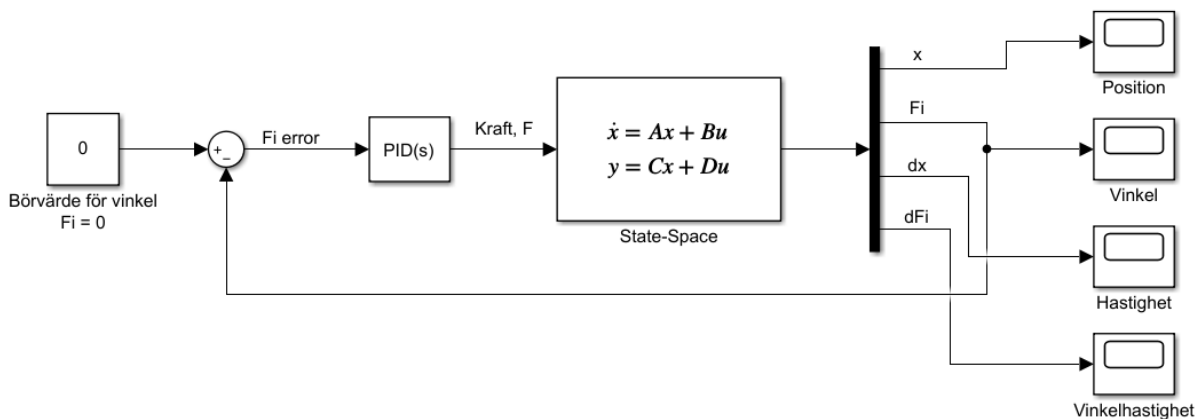 0
Börvärde för vinkel
Fi = 0
+
−
Fi error
PID(s)
Kraft, F
ẋ = Ax + Bu
y = Cx + Du
State-Space
x
Fi
dx
dFi
Position
Vinkel
Hastighet
Vinkelhastighet